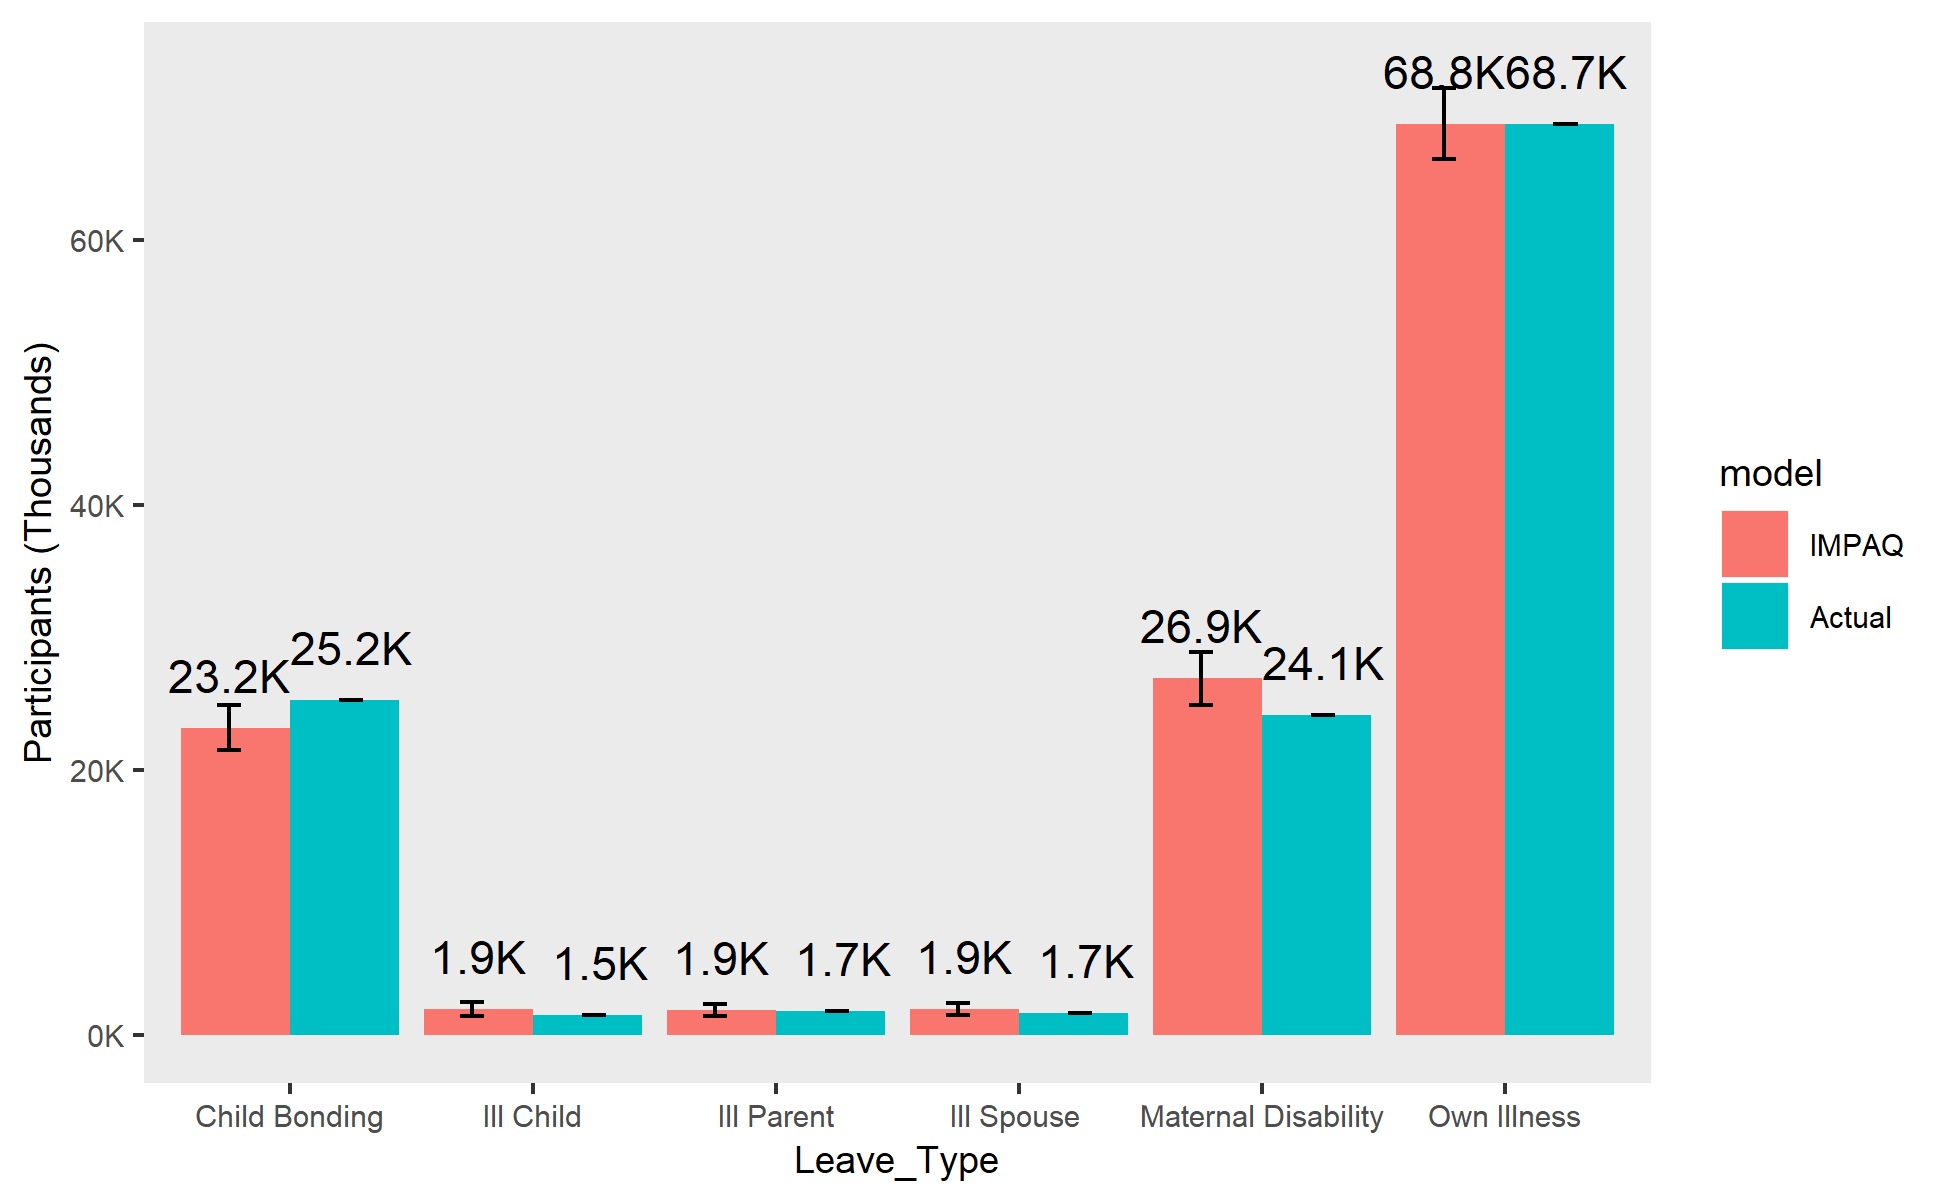 68.8K 68.7K
60K
40K
20K
0K
Participants (Thousands)
23.2K 25.2K
1.9K 1.5K
1.9K 1.7K
1.9K 1.7K
26.9K 24.1K
Child Bonding
Ill Child
Ill Parent
Ill Spouse
Maternal Disability
Own Illness
Leave_Type
model
IMPAQ
Actual